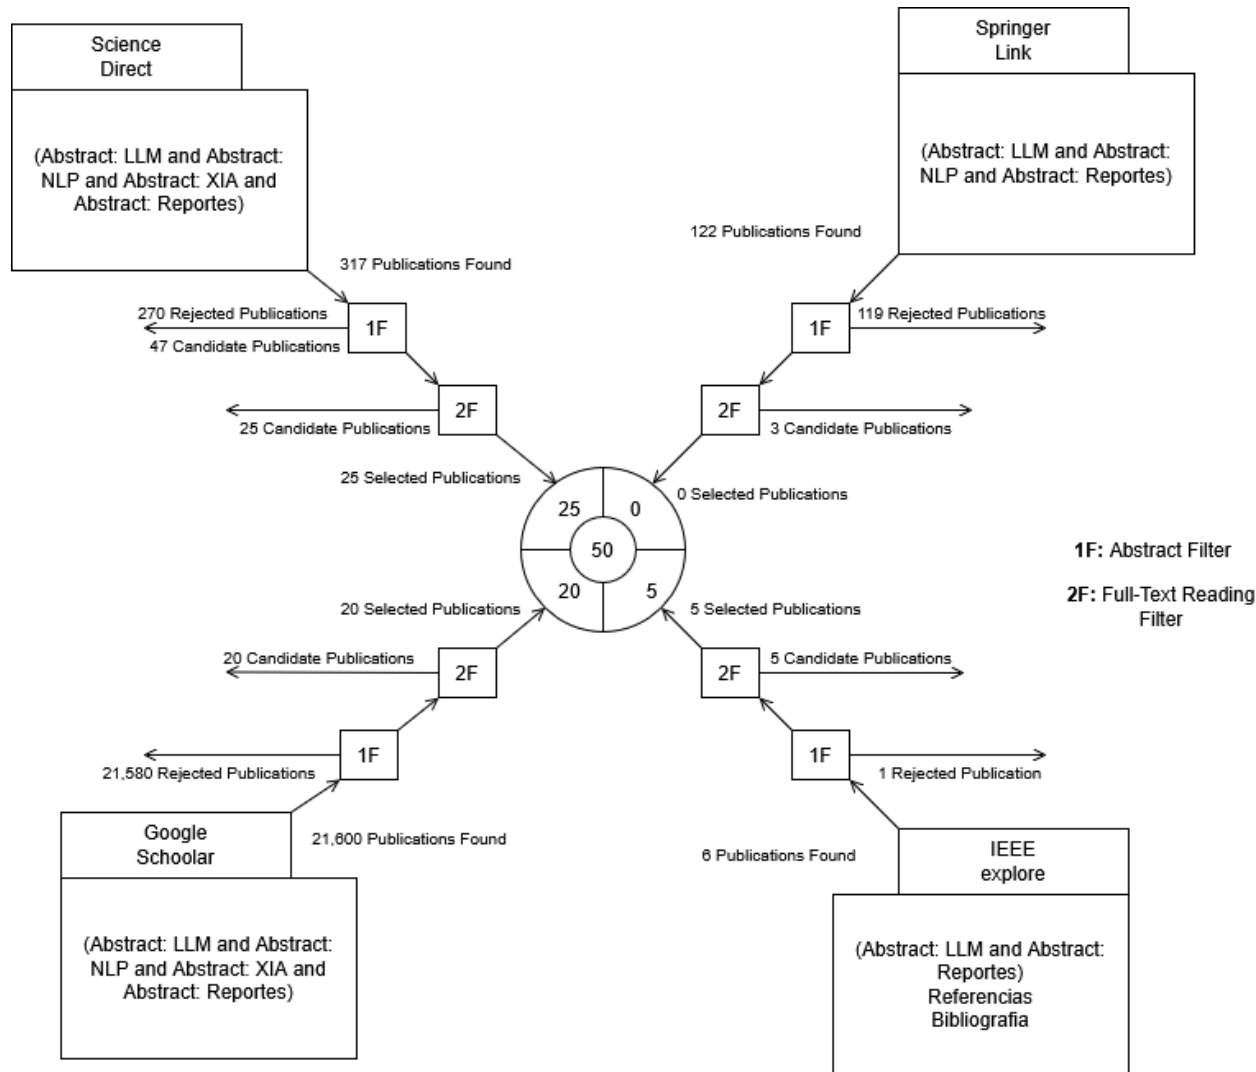 Science
Direct
(Abstract: LLM and Abstract:
NLP and Abstract: XIA and
Abstract: Reportes)
317 Publications Found
270 Rejected Publications
1F
47 Candidate Publications
2F
25 Candidate Publications
25 Selected Publications
Springer
Link
(Abstract: LLM and Abstract:
NLP and Abstract: Reportes)
122 Publications Found
1F
119 Rejected Publications
2F
3 Candidate Publications
0 Selected Publications
25
0
50
20
5
1F: Abstract Filter
2F: Full-Text Reading
Filter
20 Selected Publications
20 Candidate Publications
2F
1F
21,580 Rejected Publications
21,600 Publications Found
Google
Schoolar
(Abstract: LLM and Abstract:
NLP and Abstract: XIA and
Abstract: Reportes)
5 Selected Publications
5 Candidate Publications
2F
1F
1 Rejected Publication
6 Publications Found
IEEE
explore
(Abstract: LLM and Abstract:
Reportes)
Referencias
Bibliografia